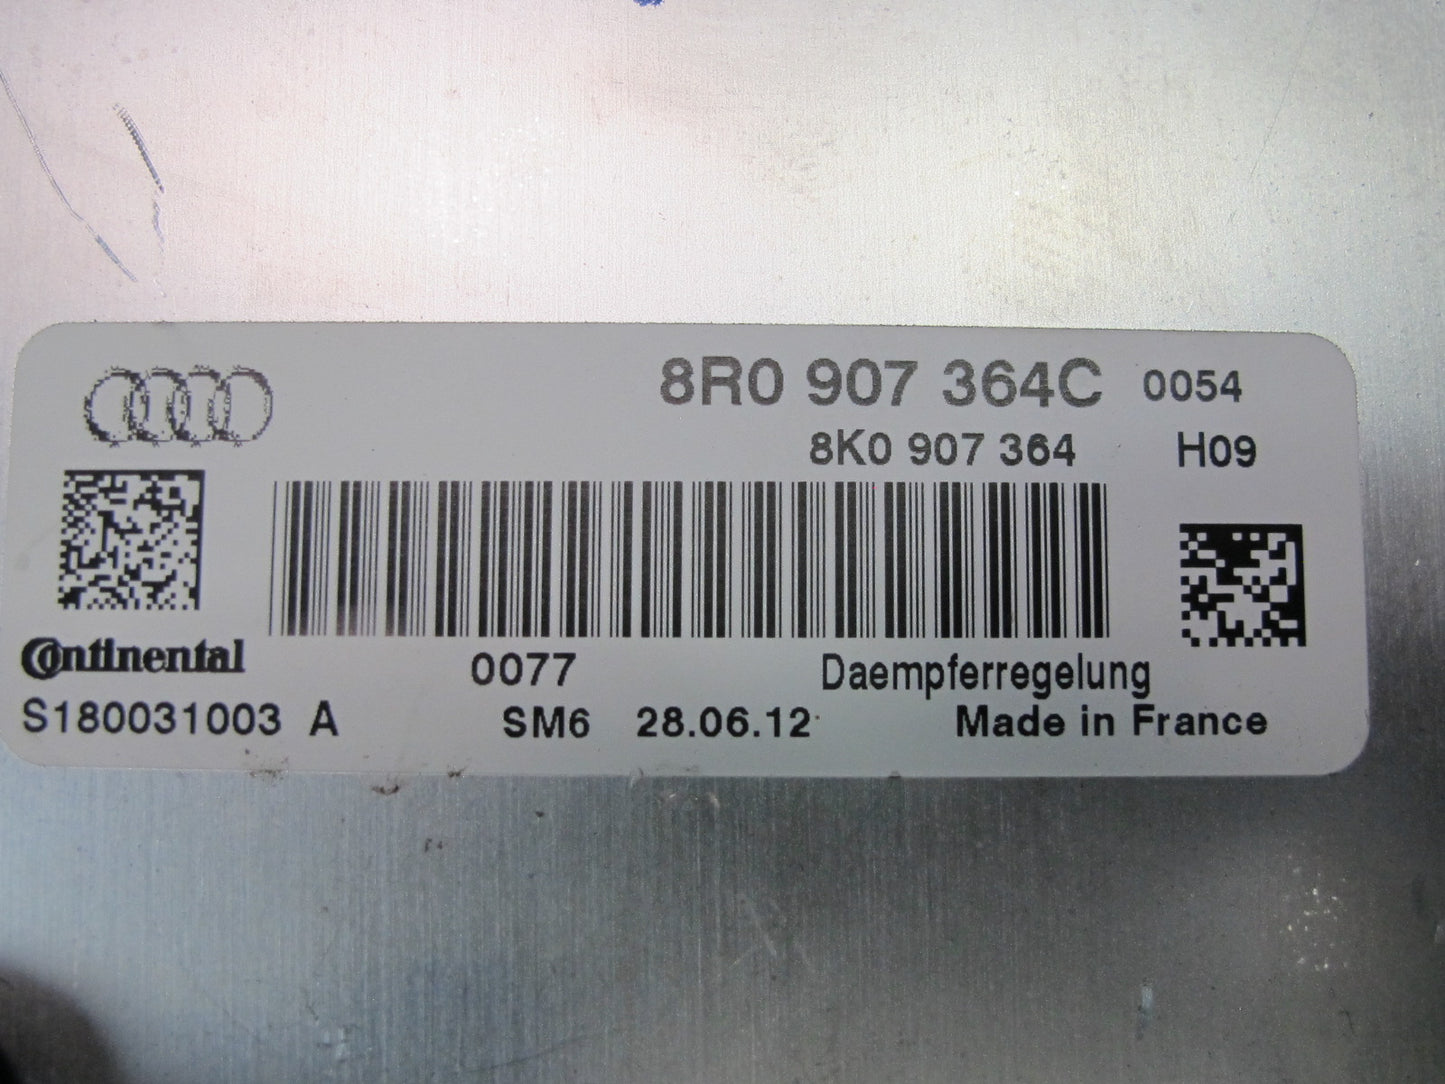 8R0 907 364C 0054
8K0 907 364 H09
Continental 0077 Daempferregelung
S180031003 A SM6 28.06.12 Made in France